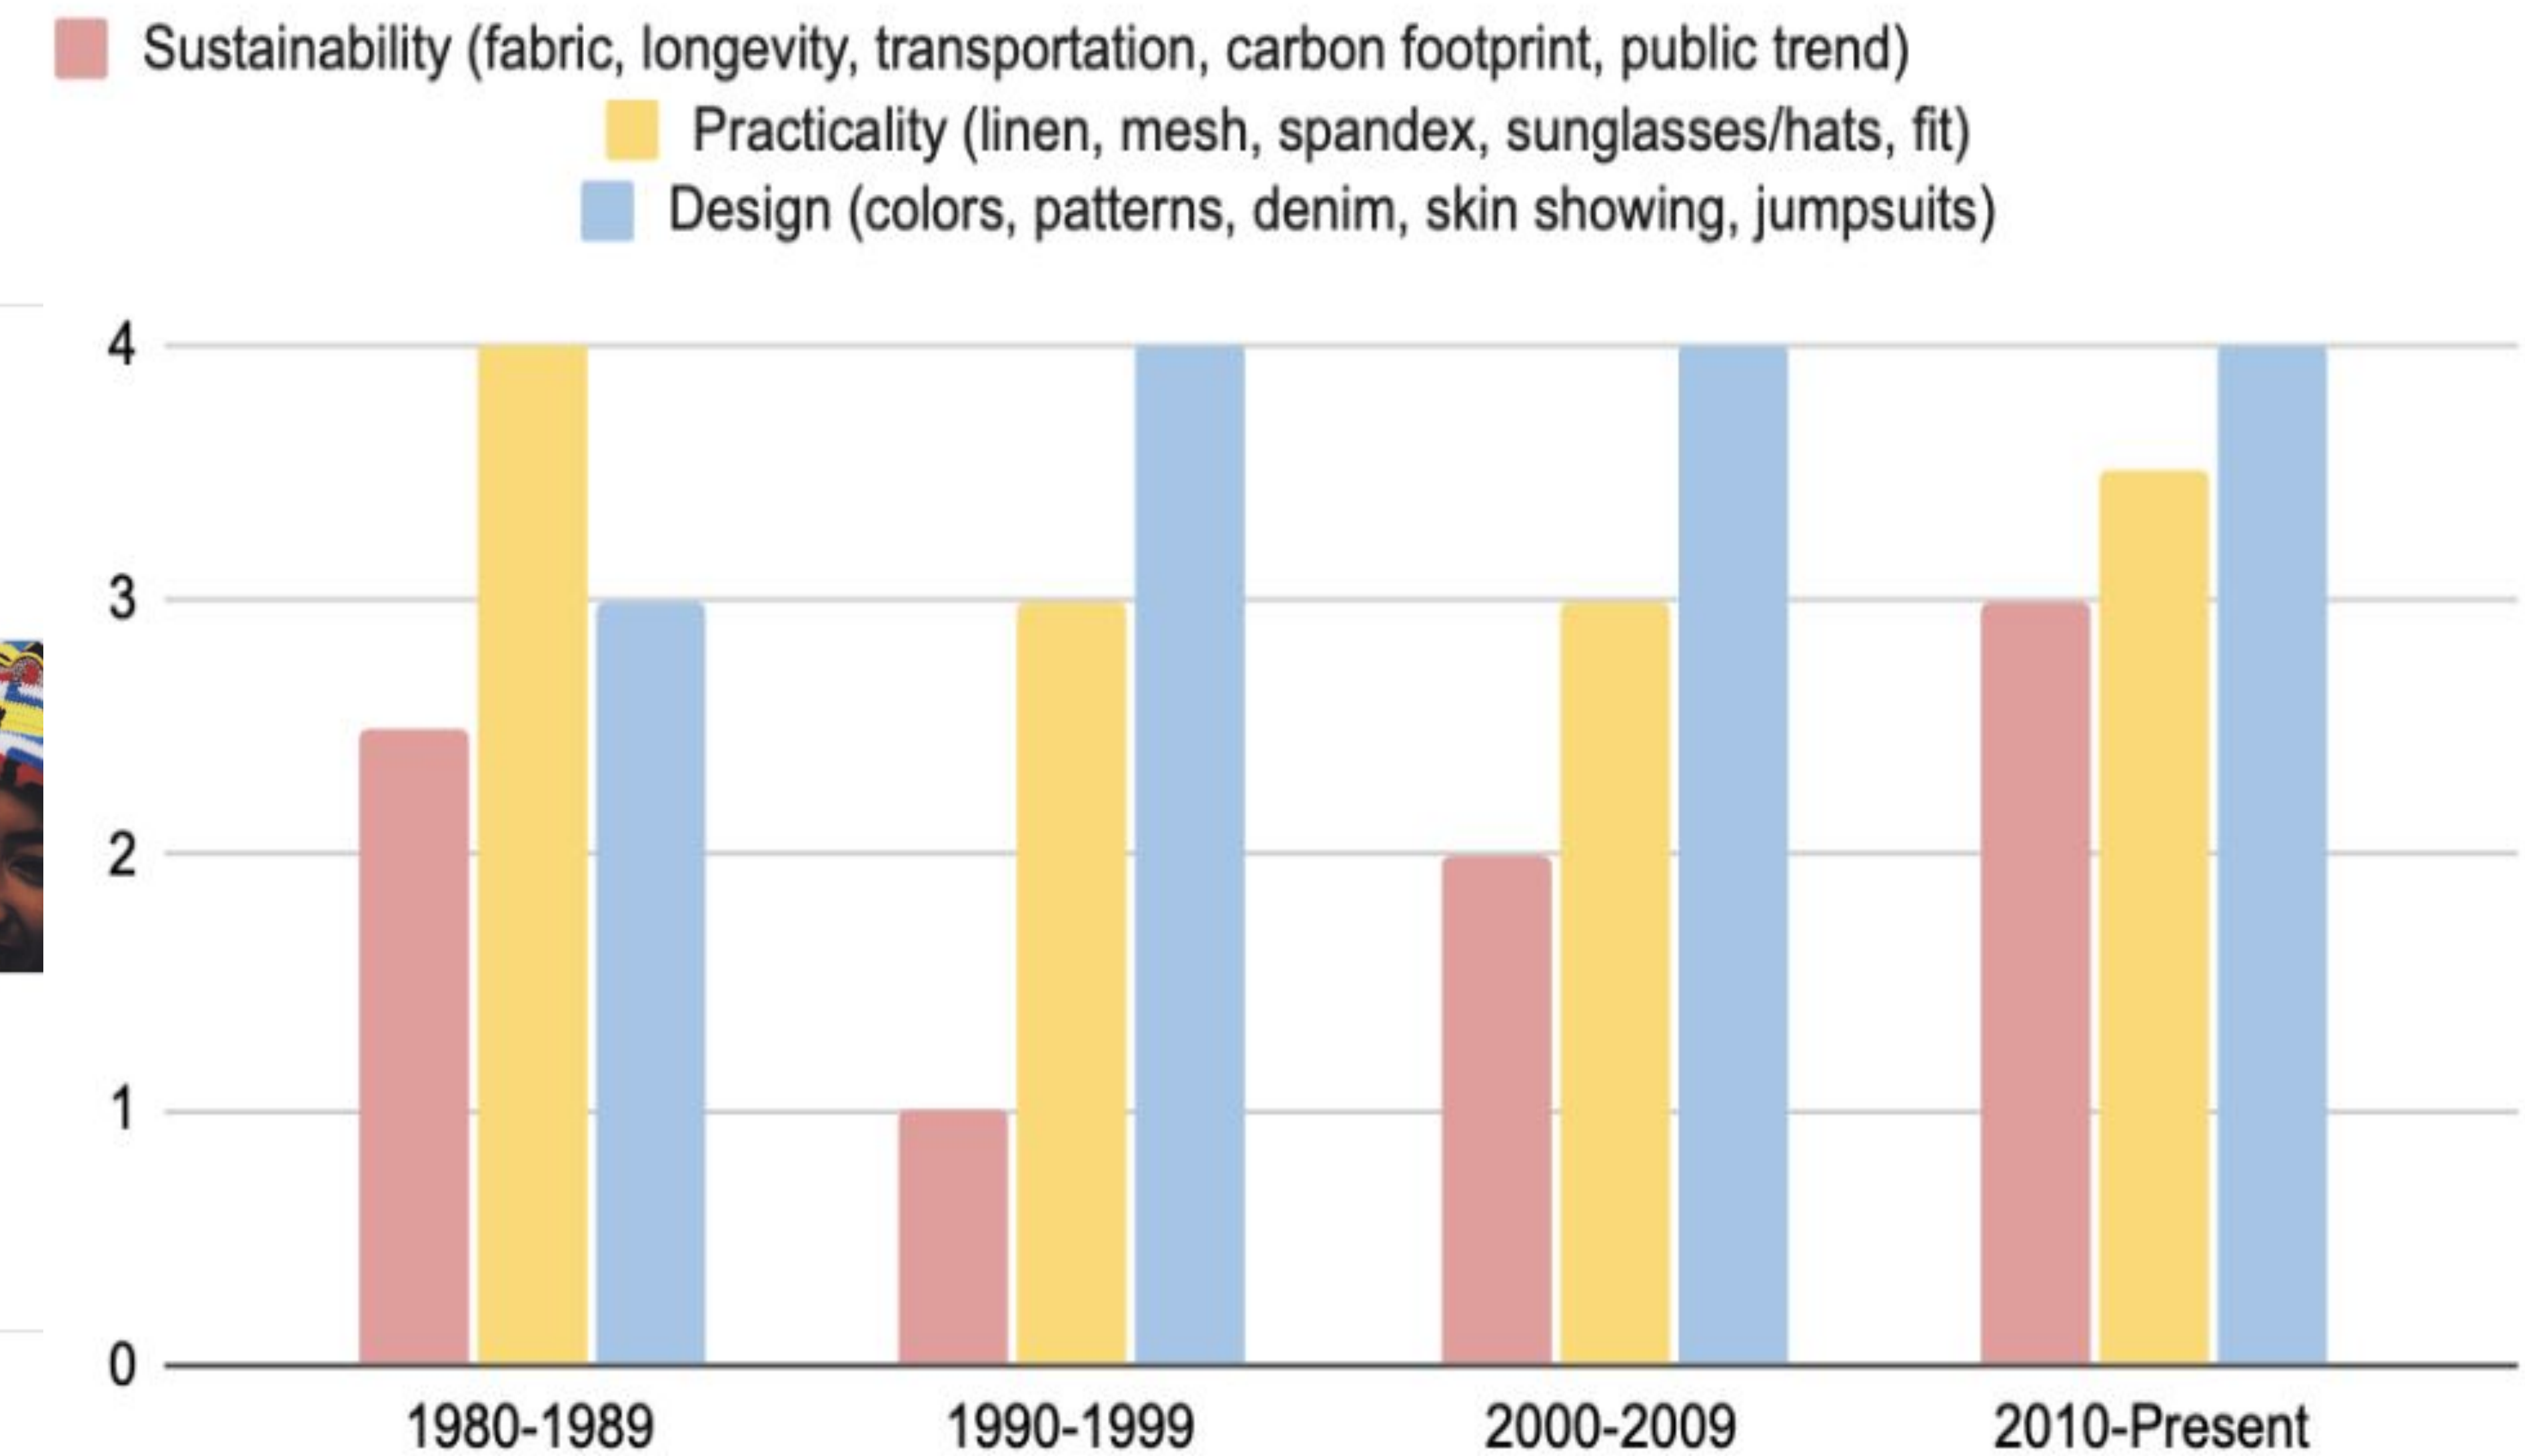 Sustainability (fabric, longevity, transportation, carbon footprint, public trend)
Practicality (linen, mesh, spandex, sunglasses/hats, fit)
Design (colors, patterns, denim, skin showing, jumpsuits)
4
3
2
1
0
1980-1989 1990-1999 2000-2009 2010-Present